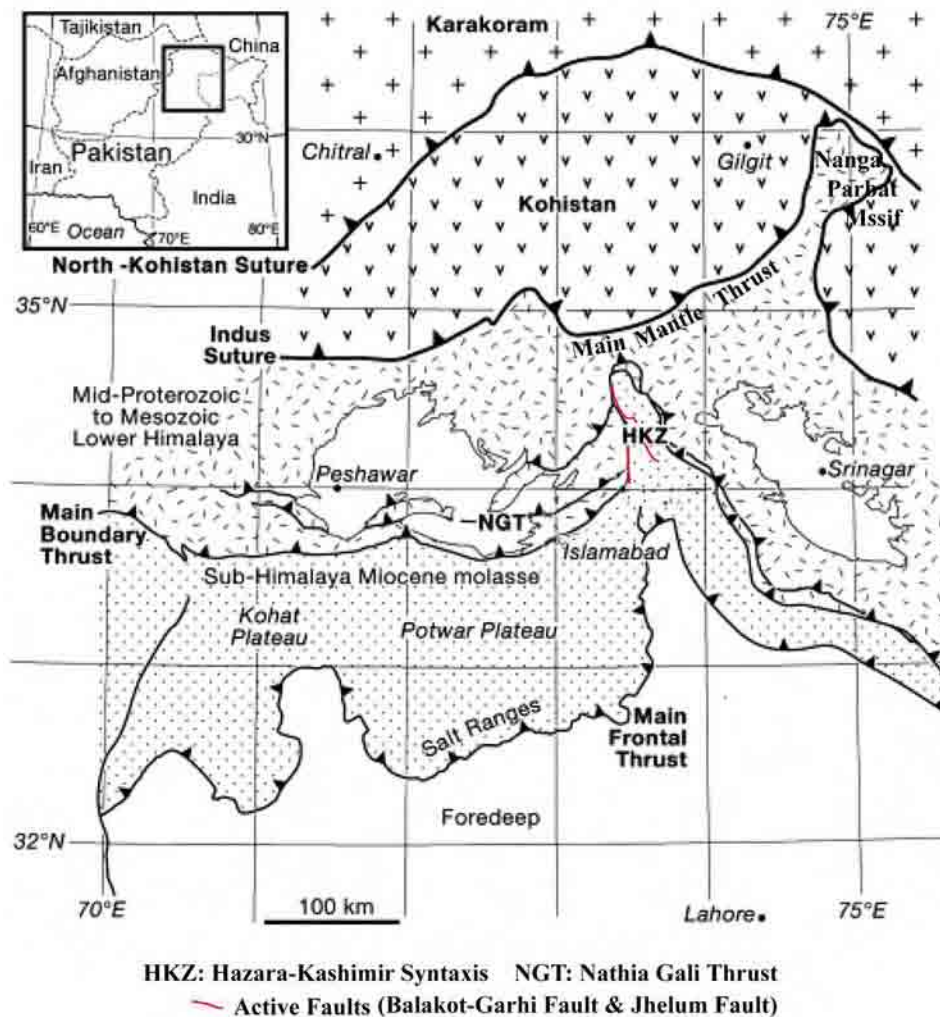 Tajikistan
China
Afghanistan
30°N
Pakistan
Iran
India
Ocean
60°E
70°E
80°E
Karakoram
75°E
Chitral
Gilgit
Nanga
Parbat
Mssif
Kohistan
North -Kohistan Suture
35°N
Main Mantle Thrust
Indus
Suture
Mid-Proterozoic
to Mesozoic
Lower Himalaya
HKZ
Peshawar
Srinagar
Main
Boundary
Thrust
NGT
Islamabad
Sub-Himalaya Miocene molasse
Kohat
Plateau
Potwar Plateau
Salt Ranges
Main
Frontal
Thrust
Foredeep
32°N
70°E
100 km
Lahore
75°E
HKZ: Hazara-Kashimir Syntaxis NGT: Nathia Gali Thrust
Active Faults (Balakot-Garhi Fault & Jhelum Fault)